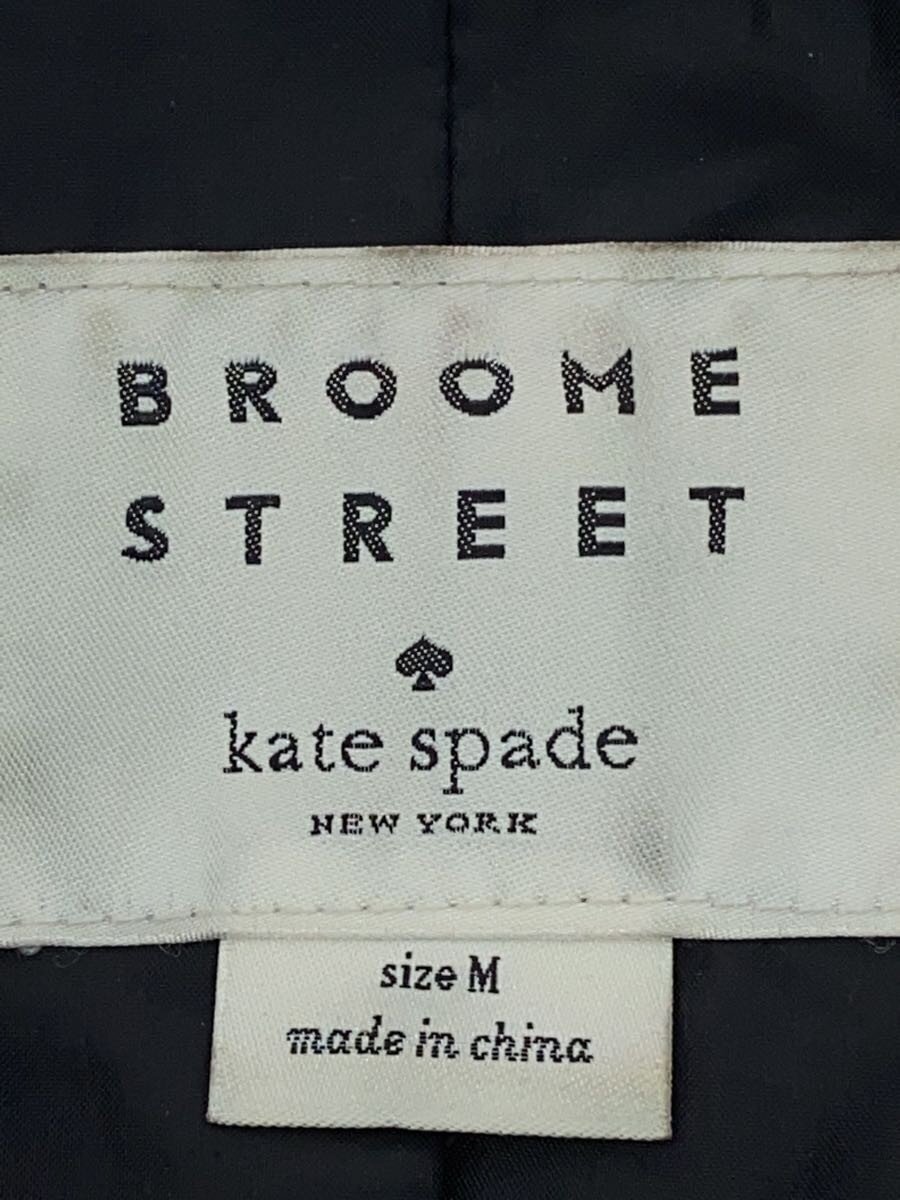 BROOME
STREET
kate spade
NEW YORK
size M
made in china